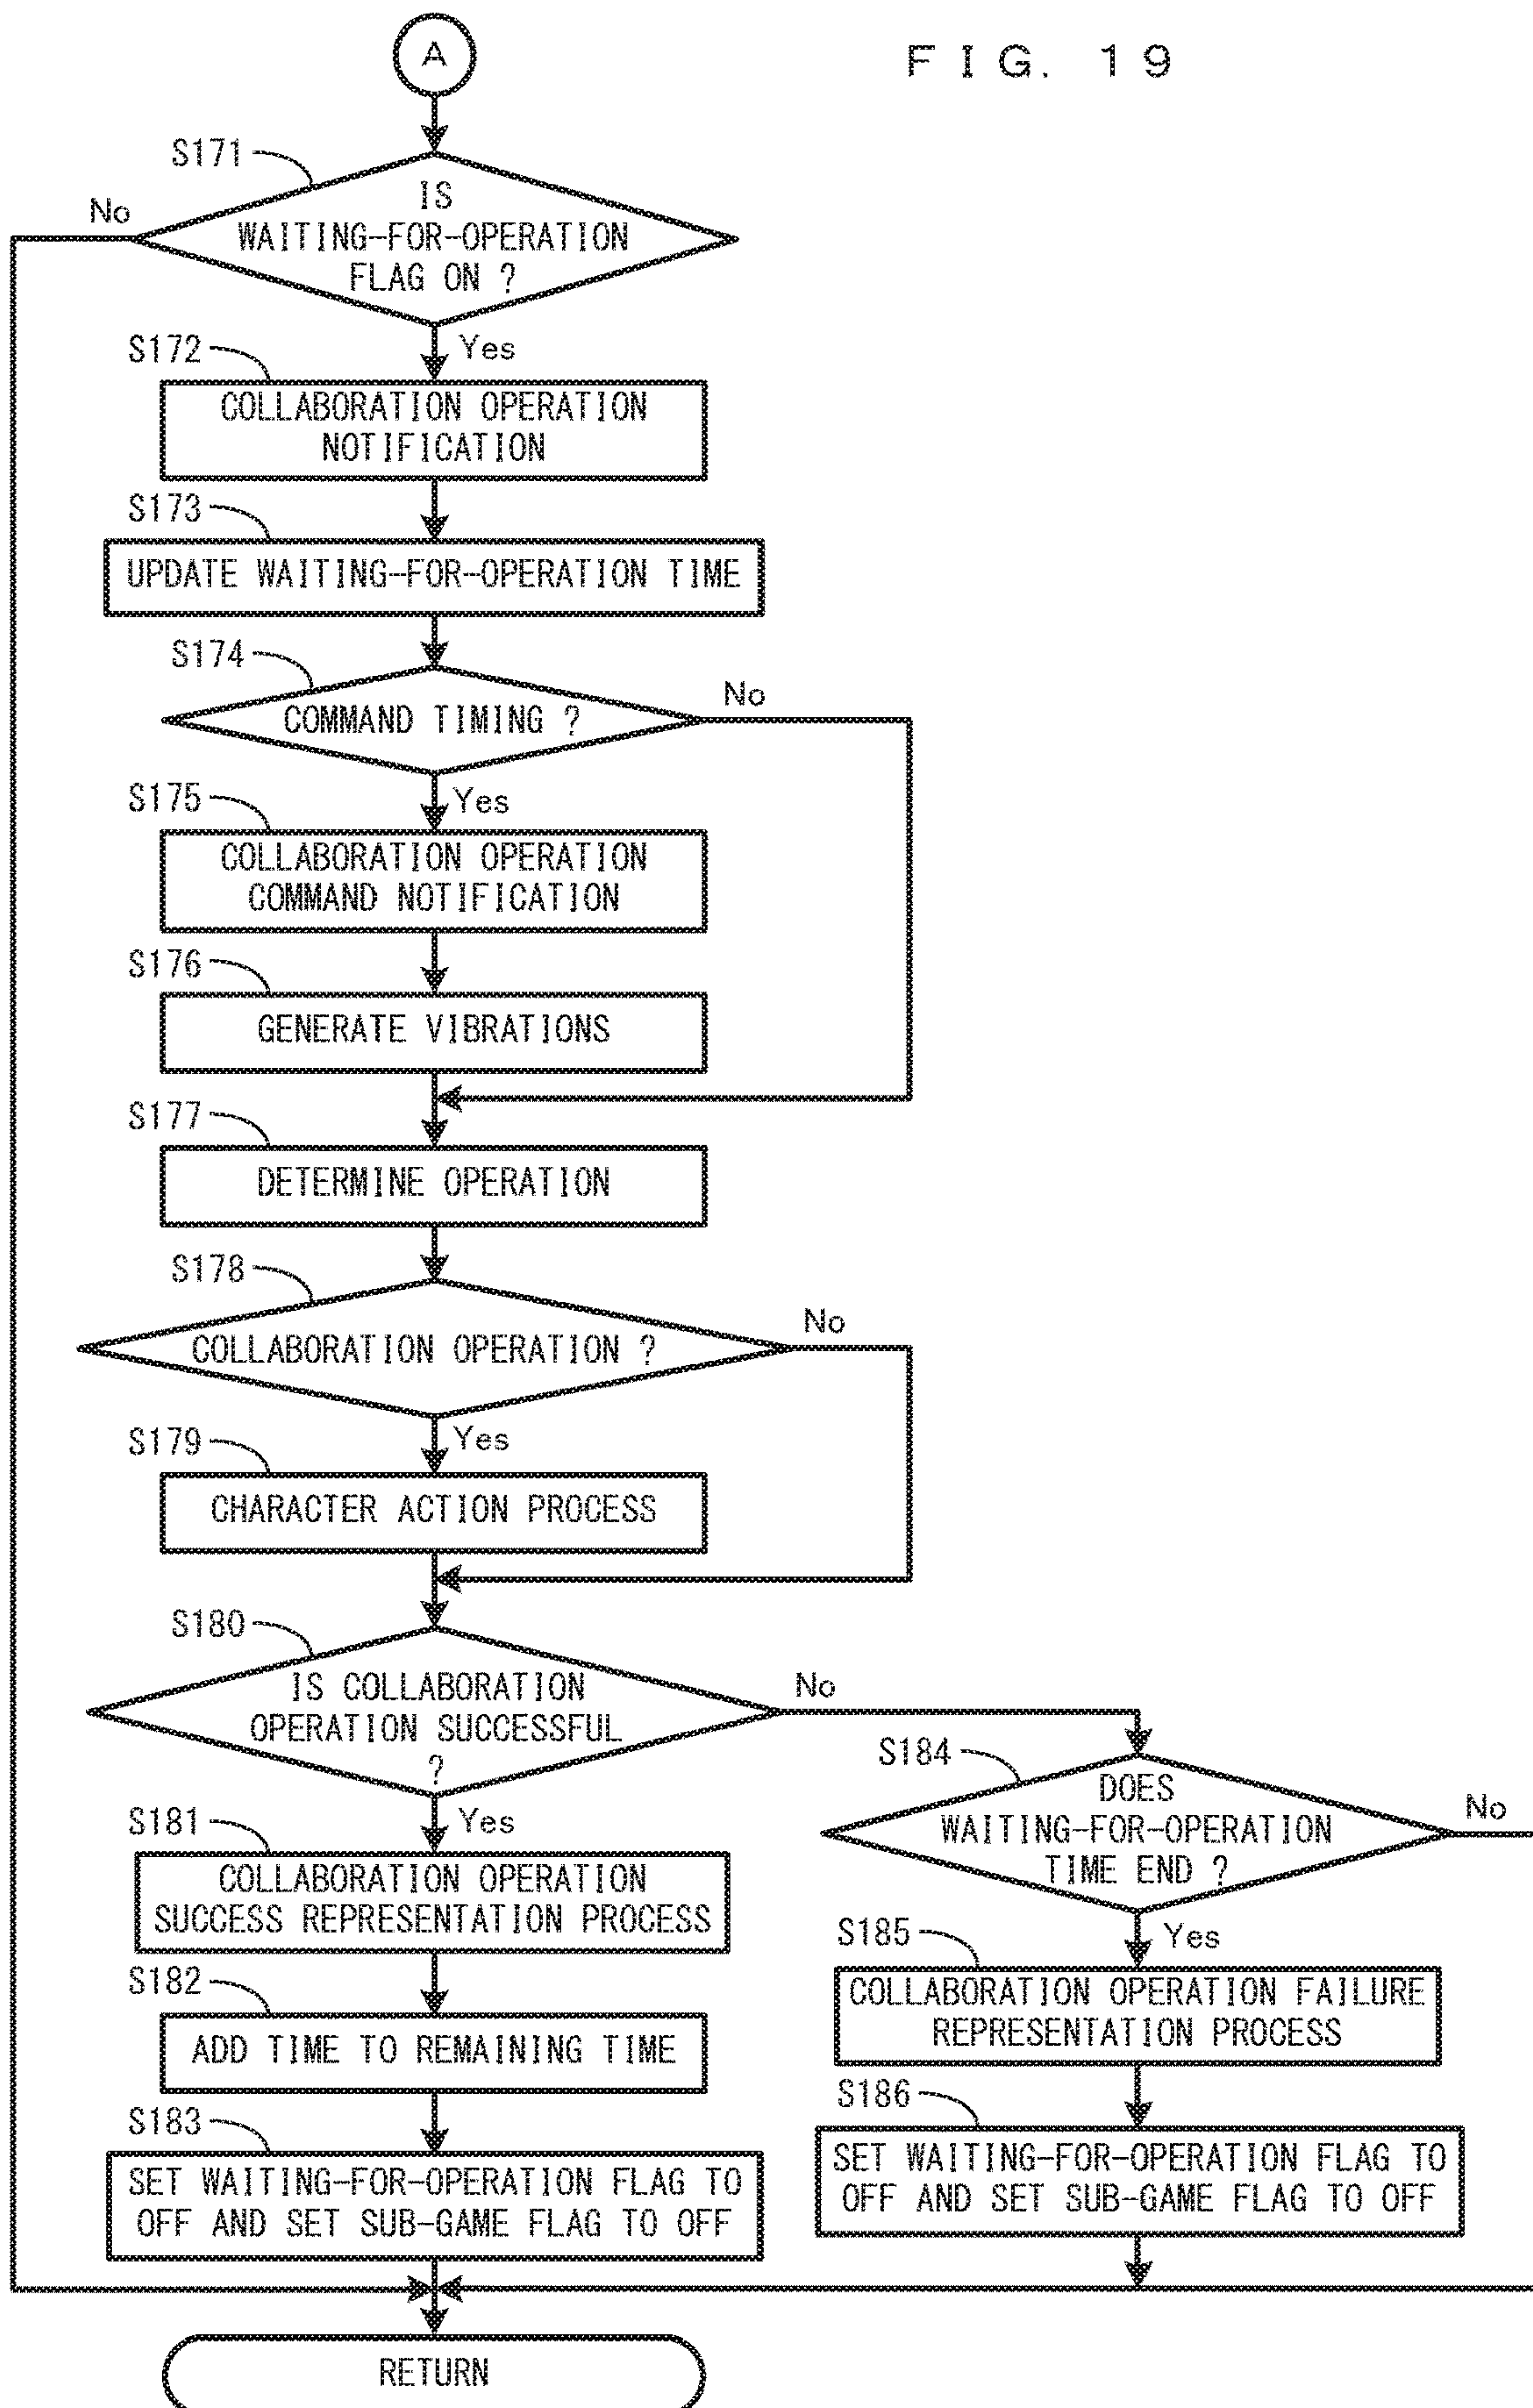 A
FIG. 19
S171
IS
WAITING-FOR-OPERATION
FLAG ON ?
No
Yes
S172
COLLABORATION OPERATION
NOTIFICATION
S173
UPDATE WAITING-FOR-OPERATION TIME
S174
COMMAND TIMING ?
No
Yes
S175
COLLABORATION OPERATION
COMMAND NOTIFICATION
S176
GENERATE VIBRATIONS
S177
DETERMINE OPERATION
S178
COLLABORATION OPERATION ?
No
Yes
S179
CHARACTER ACTION PROCESS
S180
IS COLLABORATION
OPERATION SUCCESSFUL
?
No
Yes
S181
COLLABORATION OPERATION
SUCCESS REPRESENTATION PROCESS
S182
ADD TIME TO REMAINING TIME
S183
SET WAITING-FOR-OPERATION FLAG TO
OFF AND SET SUB-GAME FLAG TO OFF
S184
DOES
WAITING-FOR-OPERATION
TIME END ?
No
Yes
S185
COLLABORATION OPERATION FAILURE
REPRESENTATION PROCESS
S186
SET WAITING-FOR-OPERATION FLAG TO
OFF AND SET SUB-GAME FLAG TO OFF
RETURN